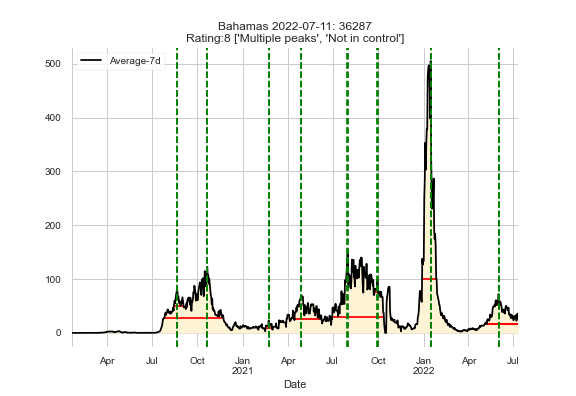 Bahamas 2022-07-11: 36287
Rating:8 ['Multiple peaks', 'Not in control']
Average-7d
500
400
300
200
100
0
Apr Jul Oct Jan Apr Jul Oct Jan Apr Jul
2021 2022
Date